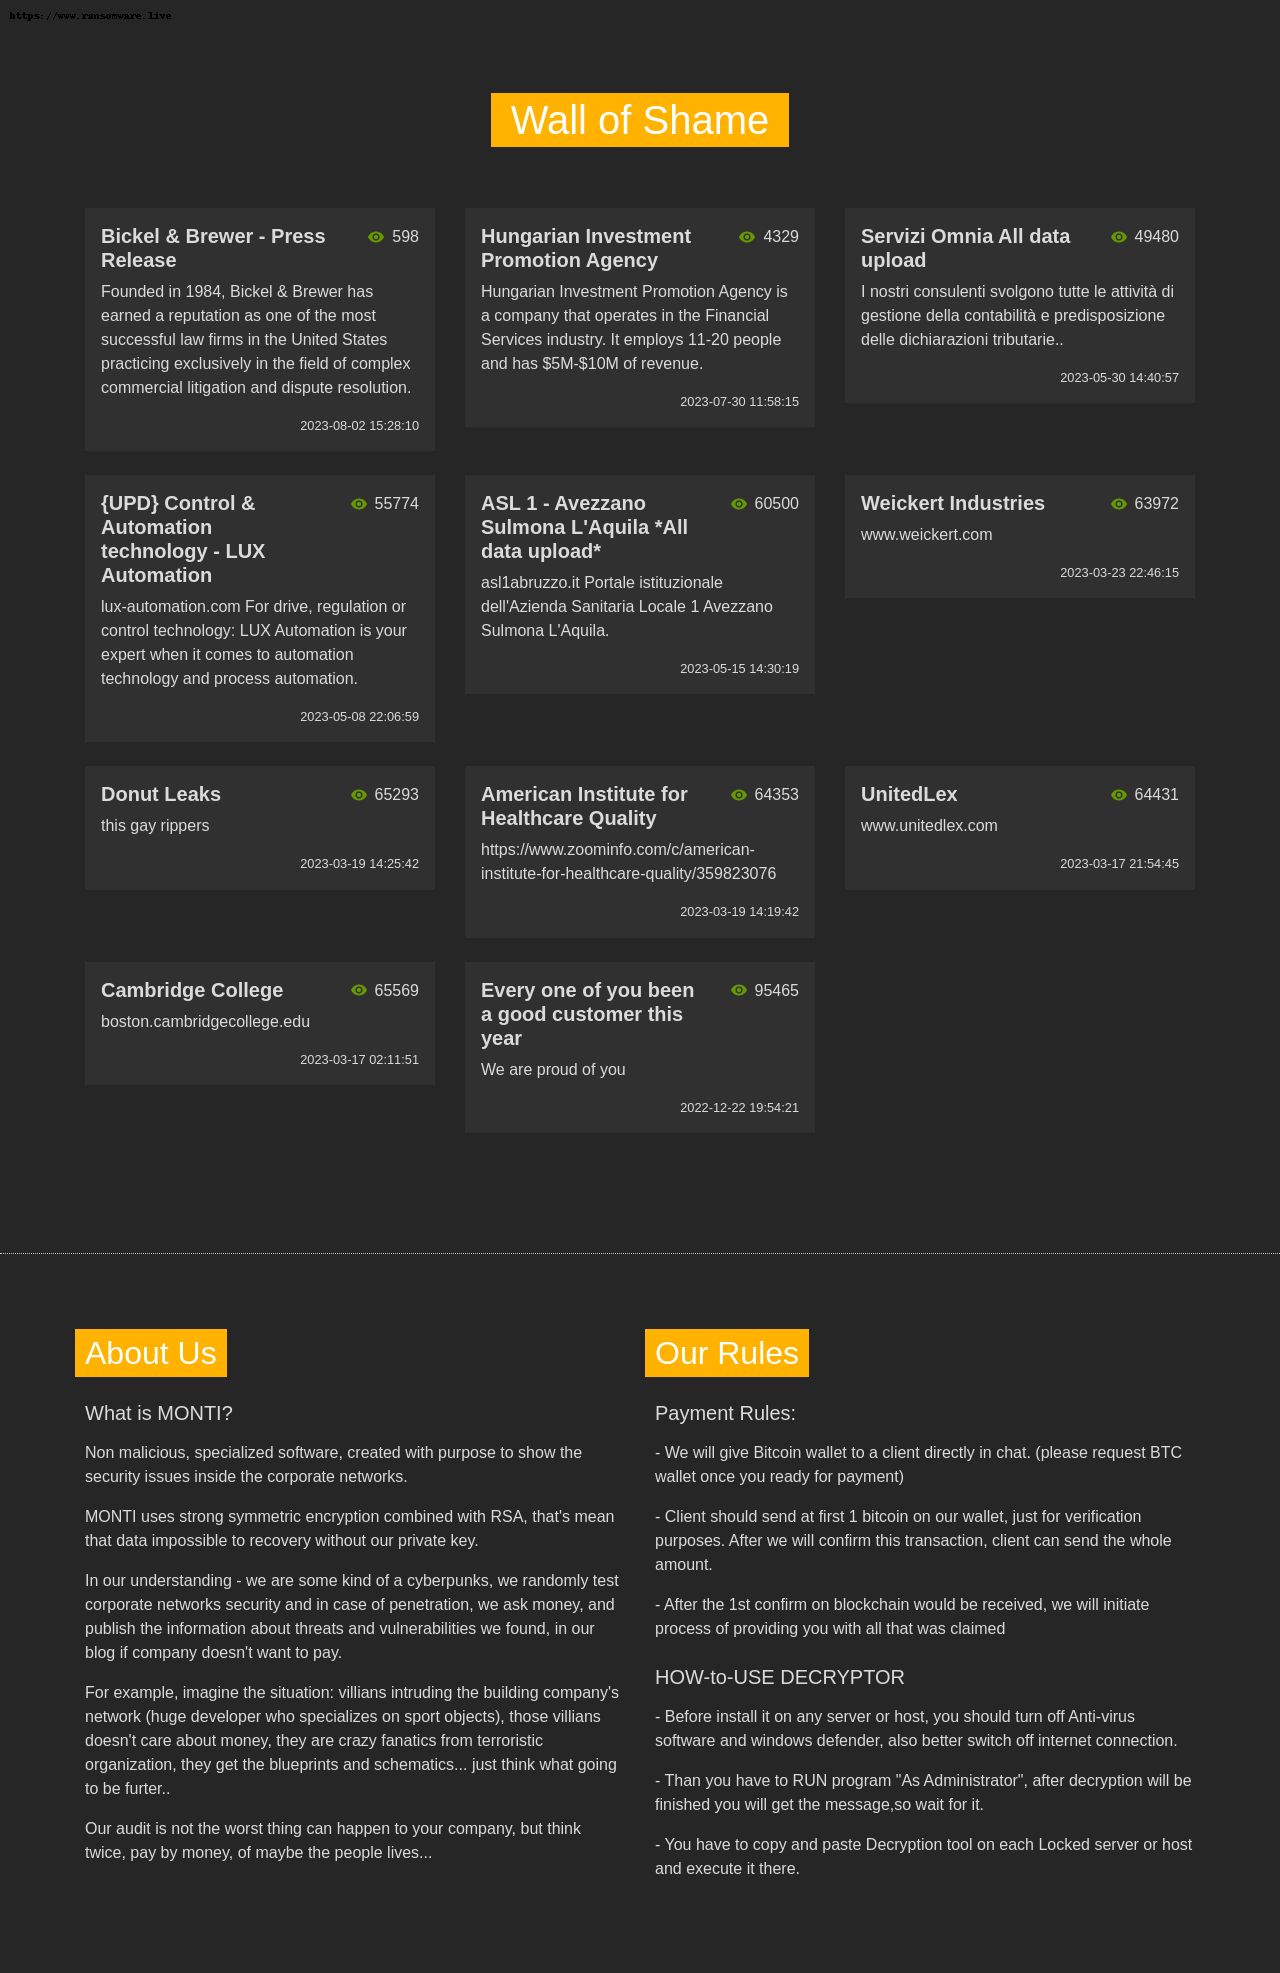 https://www.ransomware.live
Wall of Shame
Bickel & Brewer - Press
Release
598
Founded in 1984, Bickel & Brewer has
earned a reputation as one of the most
successful law firms in the United States
practicing exclusively in the field of complex
commercial litigation and dispute resolution.
2023-08-02 15:28:10
Hungarian Investment
Promotion Agency
4329
Hungarian Investment Promotion Agency is
a company that operates in the Financial
Services industry. It employs 11-20 people
and has $5M-$10M of revenue.
2023-07-30 11:58:15
Servizi Omnia All data
upload
49480
I nostri consulenti svolgono tutte le attività di
gestione della contabilità e predisposizione
delle dichiarazioni tributarie..
2023-05-30 14:40:57
{UPD} Control &
Automation
technology - LUX
Automation
55774
lux-automation.com For drive, regulation or
control technology: LUX Automation is your
expert when it comes to automation
technology and process automation.
2023-05-08 22:06:59
ASL 1 - Avezzano
Sulmona L'Aquila *All
data upload*
60500
asl1abruzzo.it Portale istituzionale
dell'Azienda Sanitaria Locale 1 Avezzano
Sulmona L'Aquila.
2023-05-15 14:30:19
Weickert Industries
63972
www.weickert.com
2023-03-23 22:46:15
Donut Leaks
65293
this gay rippers
2023-03-19 14:25:42
American Institute for
Healthcare Quality
64353
https://www.zoominfo.com/c/american-
institute-for-healthcare-quality/359823076
2023-03-19 14:19:42
UnitedLex
64431
www.unitedlex.com
2023-03-17 21:54:45
Cambridge College
65569
boston.cambridgecollege.edu
2023-03-17 02:11:51
Every one of you been
a good customer this
year
95465
We are proud of you
2022-12-22 19:54:21
About Us
What is MONTI?
Non malicious, specialized software, created with purpose to show the
security issues inside the corporate networks.
MONTI uses strong symmetric encryption combined with RSA, that's mean
that data impossible to recovery without our private key.
In our understanding - we are some kind of a cyberpunks, we randomly test
corporate networks security and in case of penetration, we ask money, and
publish the information about threats and vulnerabilities we found, in our
blog if company doesn't want to pay.
For example, imagine the situation: villians intruding the building company's
network (huge developer who specializes on sport objects), those villians
doesn't care about money, they are crazy fanatics from terroristic
organization, they get the blueprints and schematics... just think what going
to be furter..
Our audit is not the worst thing can happen to your company, but think
twice, pay by money, of maybe the people lives...
Our Rules
Payment Rules:
- We will give Bitcoin wallet to a client directly in chat. (please request BTC
wallet once you ready for payment)
- Client should send at first 1 bitcoin on our wallet, just for verification
purposes. After we will confirm this transaction, client can send the whole
amount.
- After the 1st confirm on blockchain would be received, we will initiate
process of providing you with all that was claimed
HOW-to-USE DECRYPTOR
- Before install it on any server or host, you should turn off Anti-virus
software and windows defender, also better switch off internet connection.
- Than you have to RUN program "As Administrator", after decryption will be
finished you will get the message,so wait for it.
- You have to copy and paste Decryption tool on each Locked server or host
and execute it there.